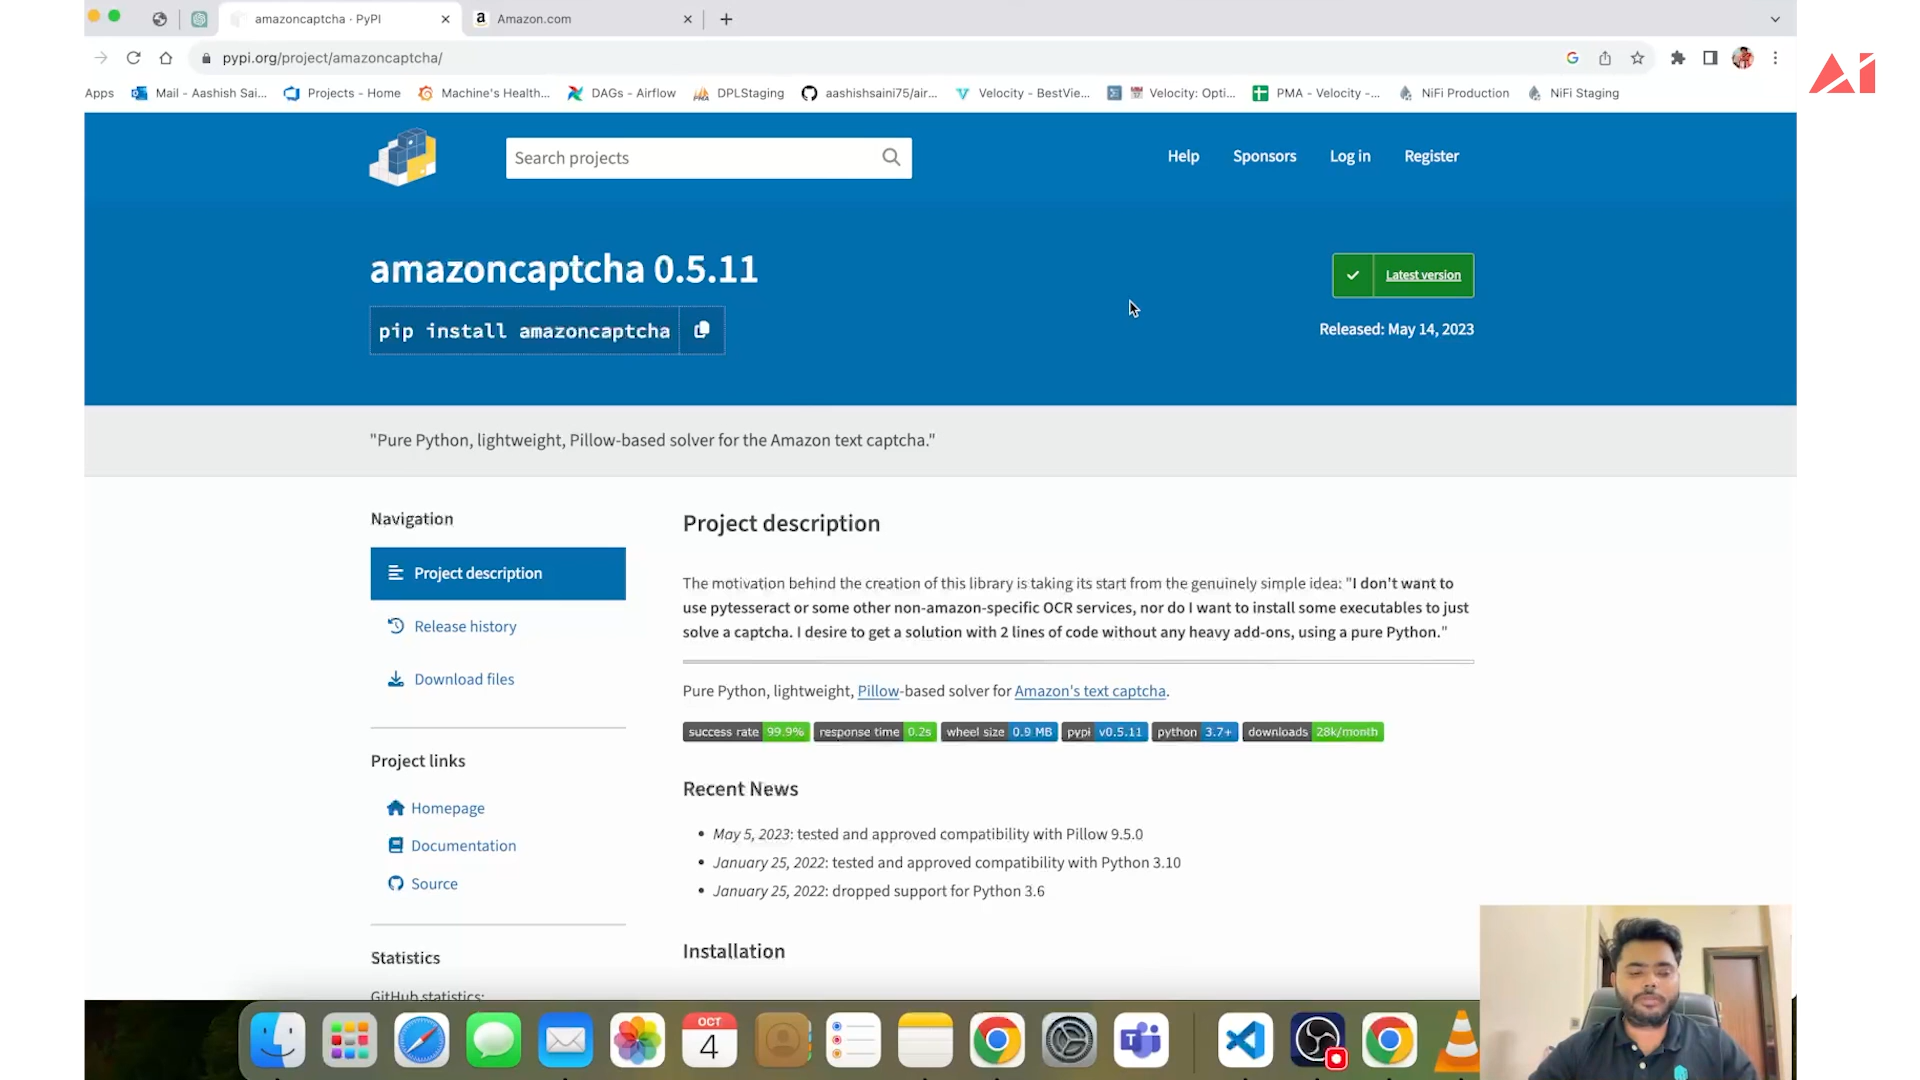 amazoncaptcha · PyPI
Amazon.com
pypi.org/project/amazoncaptcha/
Apps
Mail - Aashish Sai...
Projects - Home
Machine's Health...
DAGs - Airflow
DPLStaging
aashishsaini75/air...
Velocity - BestVie...
Velocity: Opti...
PMA - Velocity -...
NiFi Production
NiFi Staging
Ai
Search projects
Help
Sponsors
Log in
Register
amazoncaptcha 0.5.11
pip install amazoncaptcha
Latest version
Released: May 14, 2023
"Pure Python, lightweight, Pillow-based solver for the Amazon text captcha."
Navigation
Project description
Release history
Download files
Project links
Homepage
Documentation
Source
Statistics
GitHub statistics:
Project description
The motivation behind the creation of this library is taking its start from the genuinely simple idea: "I don't want to
use pytesseract or some other non-amazon-specific OCR services, nor do I want to install some executables to just
solve a captcha. I desire to get a solution with 2 lines of code without any heavy add-ons, using a pure Python."
Pure Python, lightweight, Pillow-based solver for Amazon's text captcha.
success rate 99.9% response time 0.2s wheel size 0.9 MB pypi v0.5.11 python 3.7+ downloads 28k/month
Recent News
• May 5, 2023: tested and approved compatibility with Pillow 9.5.0
• January 25, 2022: tested and approved compatibility with Python 3.10
• January 25, 2022: dropped support for Python 3.6
Installation
OCT
4